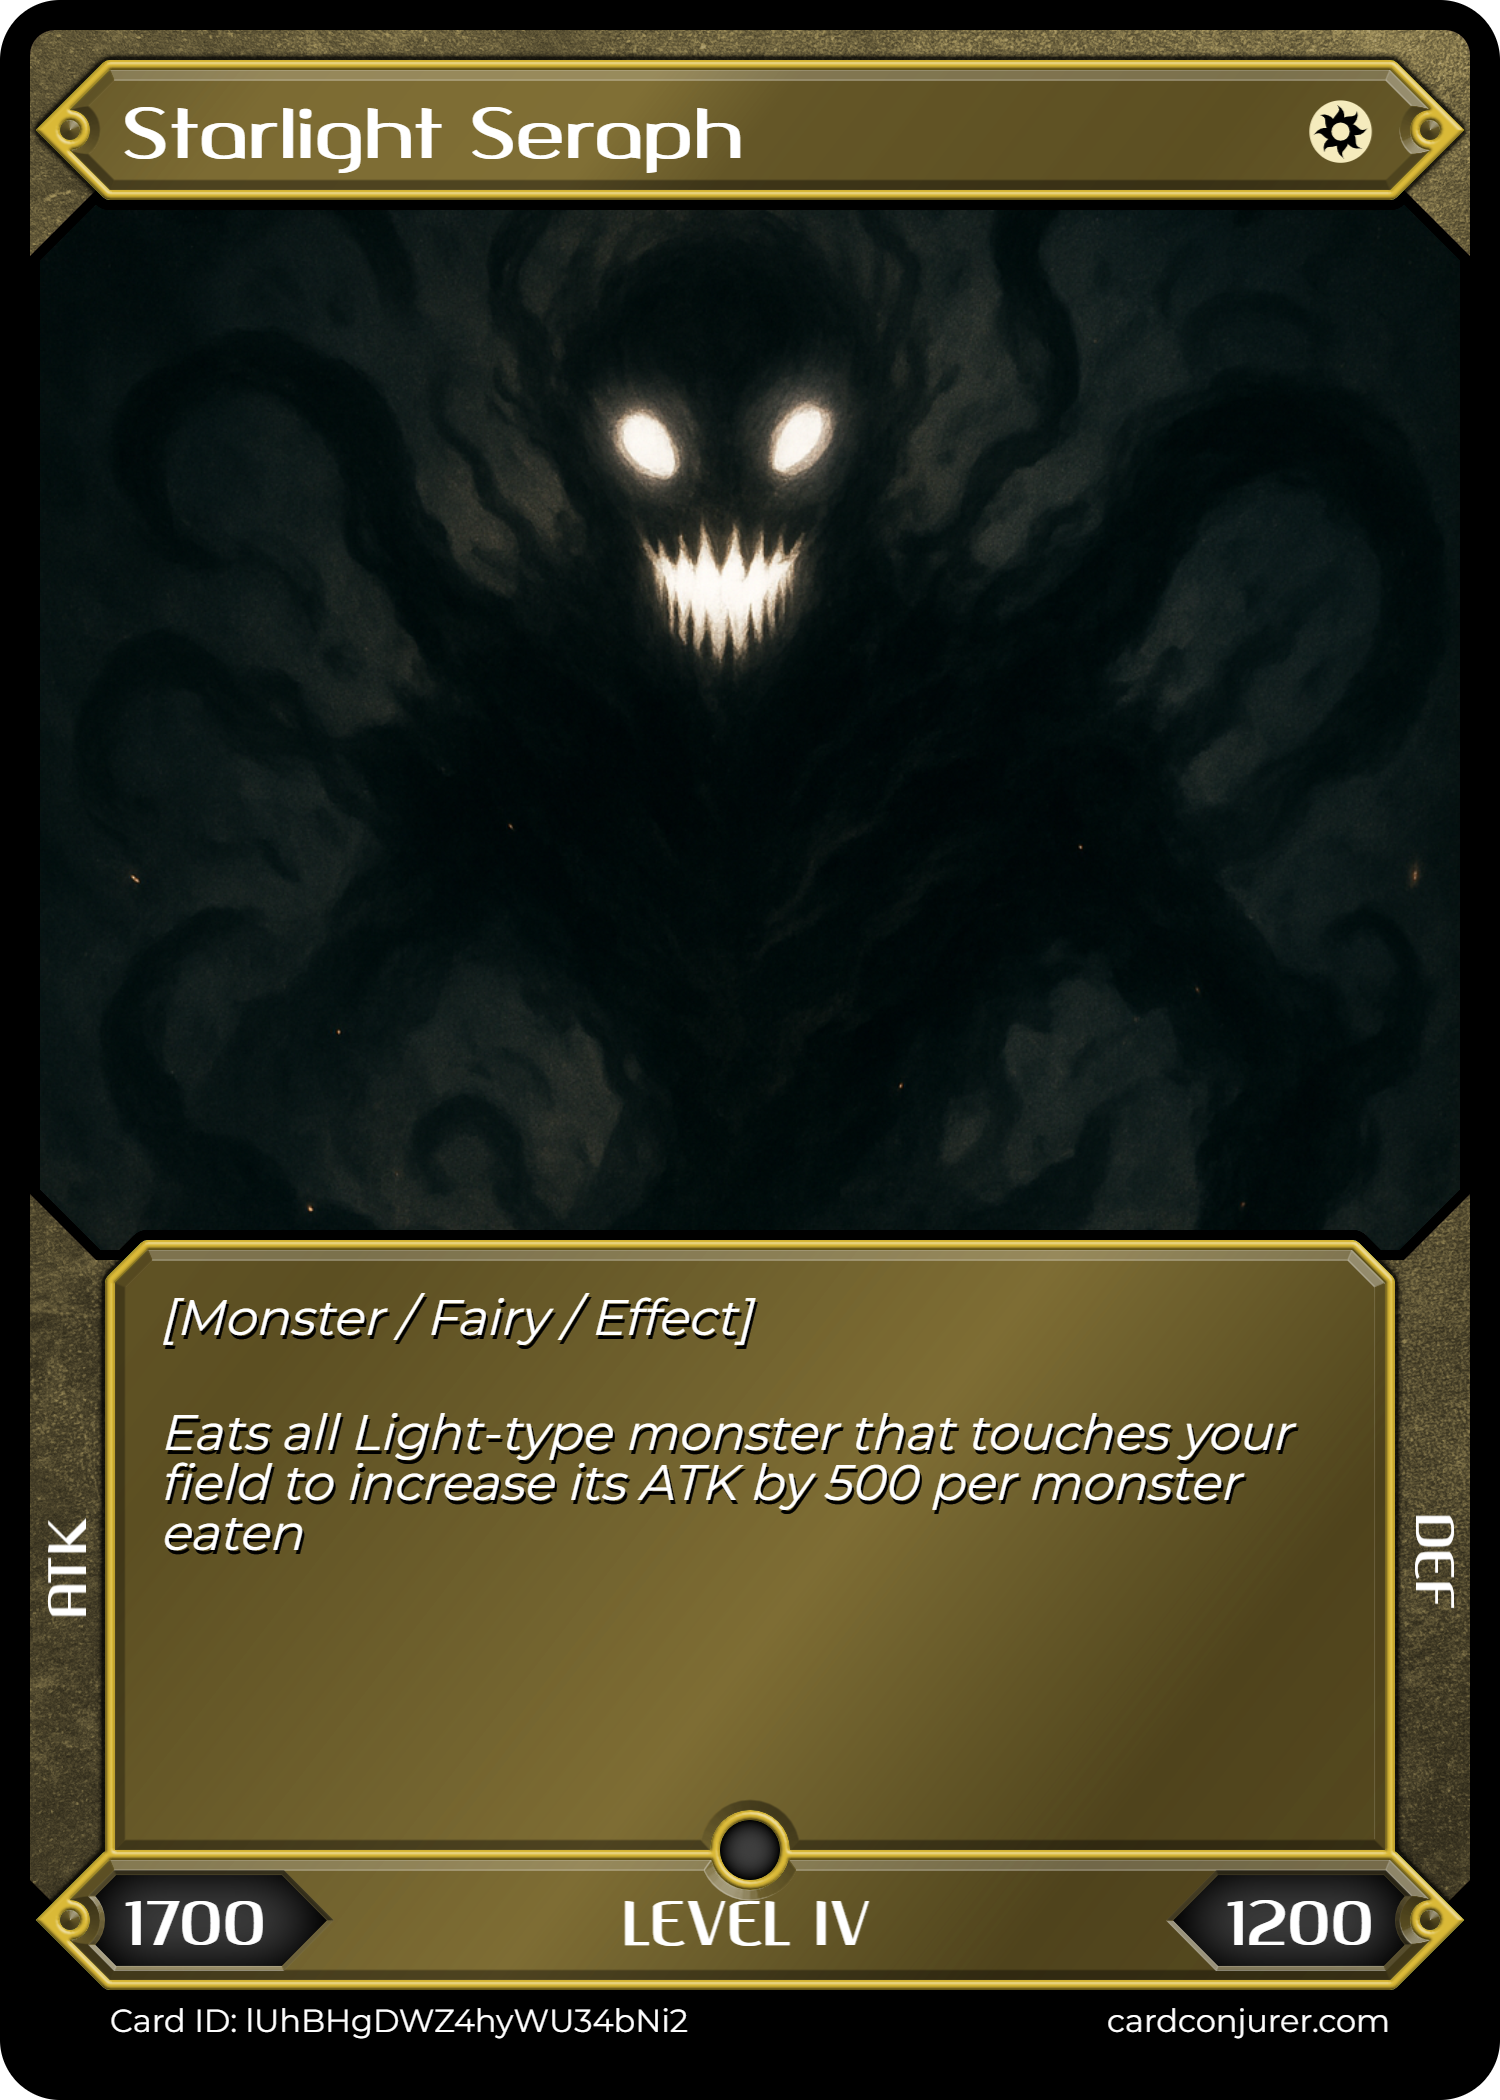 Starlight Seraph
[Monster / Fairy / Effect]
Eats all Light-type monster that touches your
field to increase its ATK by 500 per monster
eaten
ATK
DEF
1700
LEVEL IV
1200
Card ID: lUhBHgDWZ4hyWU34bNi2
cardconjurer.com